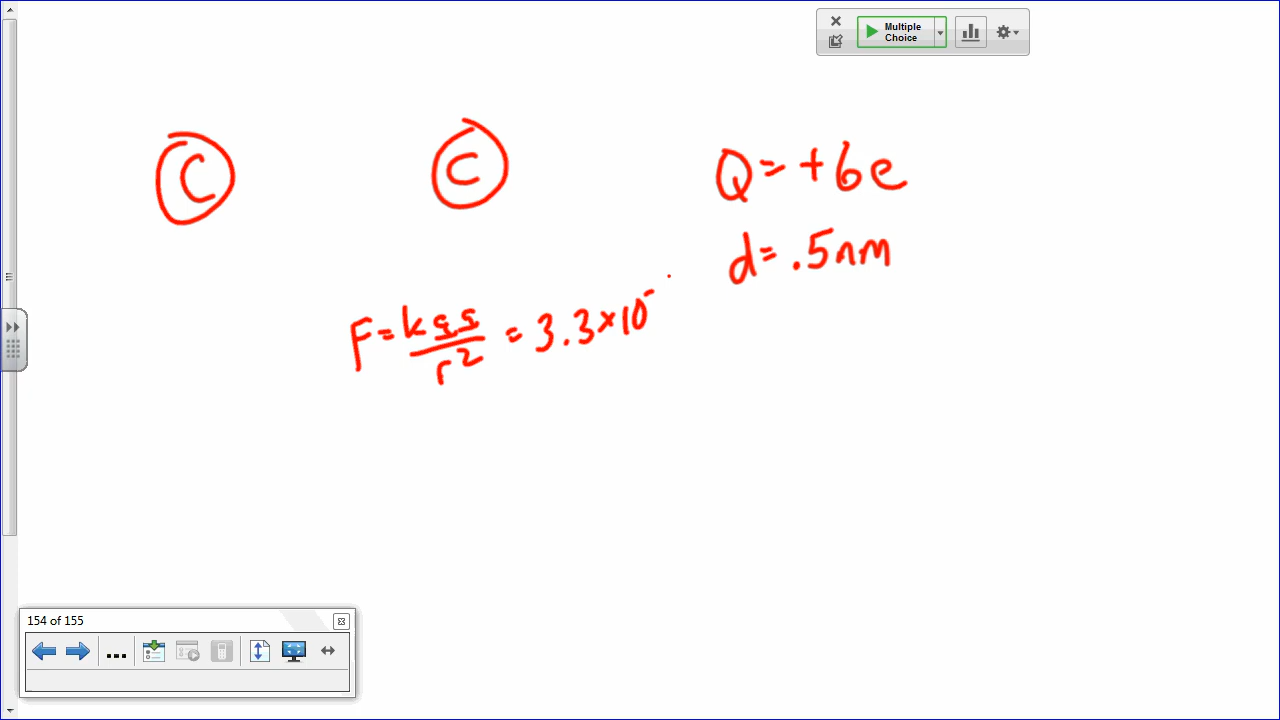 Multiple
Choice
C
C
Q=+6e
d=.5nm
F=kqq/r²=3.3×10⁻
154 of 155